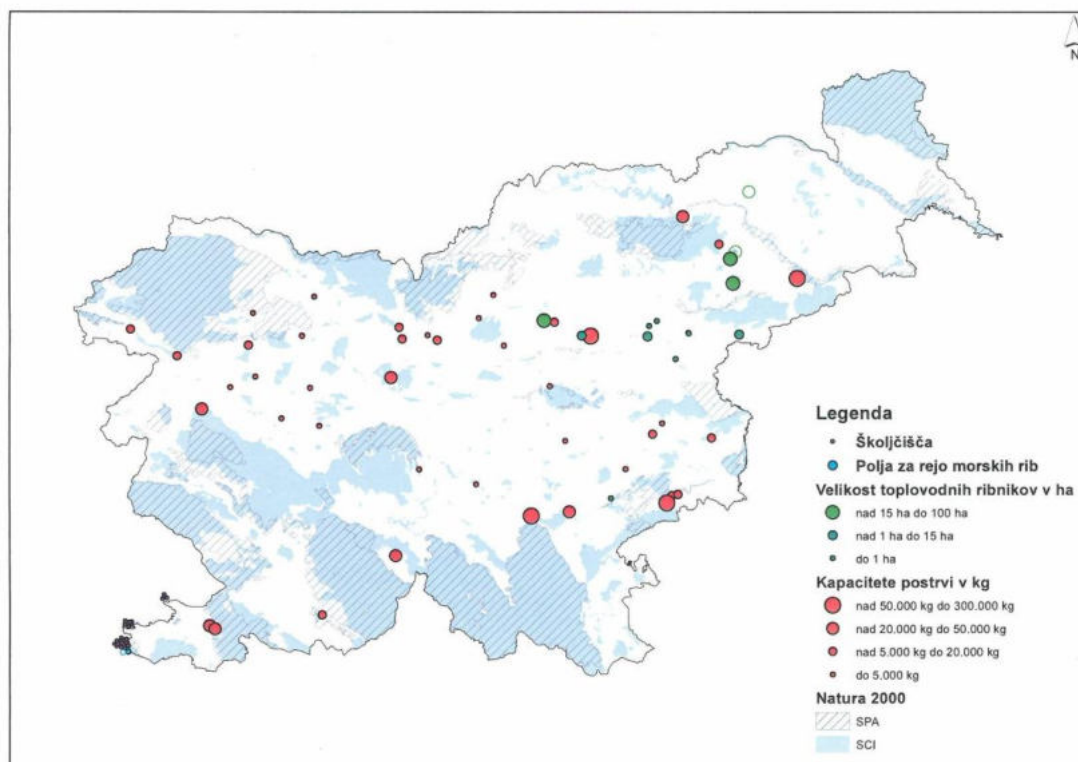 N
Legenda
Školjčišča
Polja za rejo morskih rib
Velikost toplovodnih ribnikov v ha
nad 15 ha do 100 ha
nad 1 ha do 15 ha
do 1 ha
Kapacitete postrvi v kg
nad 50.000 kg do 300.000 kg
nad 20.000 kg do 50.000 kg
nad 5.000 kg do 20.000 kg
do 5.000 kg
Natura 2000
SPA
SCI